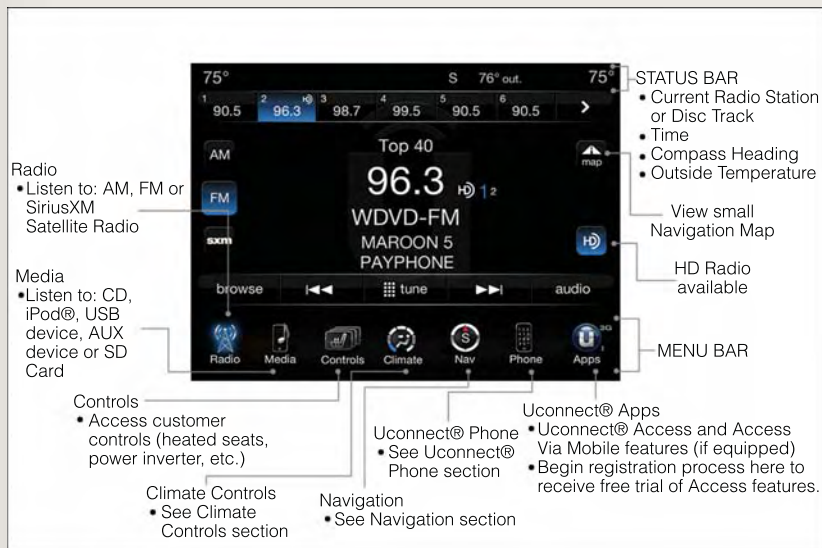 75° S 76° out. 75°
1 90.5 2 96.3 HD 3 98.7 4 99.5 5 90.5 6 90.5 >
AM
FM
sxm
Top 40
96.3 HD 1 2
WDVD-FM
MAROON 5
PAYPHONE
map
HD
browse tune audio
Radio Media Controls Climate Nav Phone Apps
S
U 3G
STATUS BAR
• Current Radio Station
or Disc Track
• Time
• Compass Heading
• Outside Temperature
View small
Navigation Map
HD Radio
available
MENU BAR
Radio
• Listen to: AM, FM or
SiriusXM
Satellite Radio
Media
• Listen to: CD,
iPod®, USB
device, AUX
device or SD
Card
Controls
• Access customer
controls (heated seats,
power inverter, etc.)
Climate Controls
• See Climate
Controls section
Navigation
• See Navigation section
Uconnect® Phone
• See Uconnect®
Phone section
Uconnect® Apps
• Uconnect® Access and Access
Via Mobile features (if equipped)
• Begin registration process here to
receive free trial of Access features.